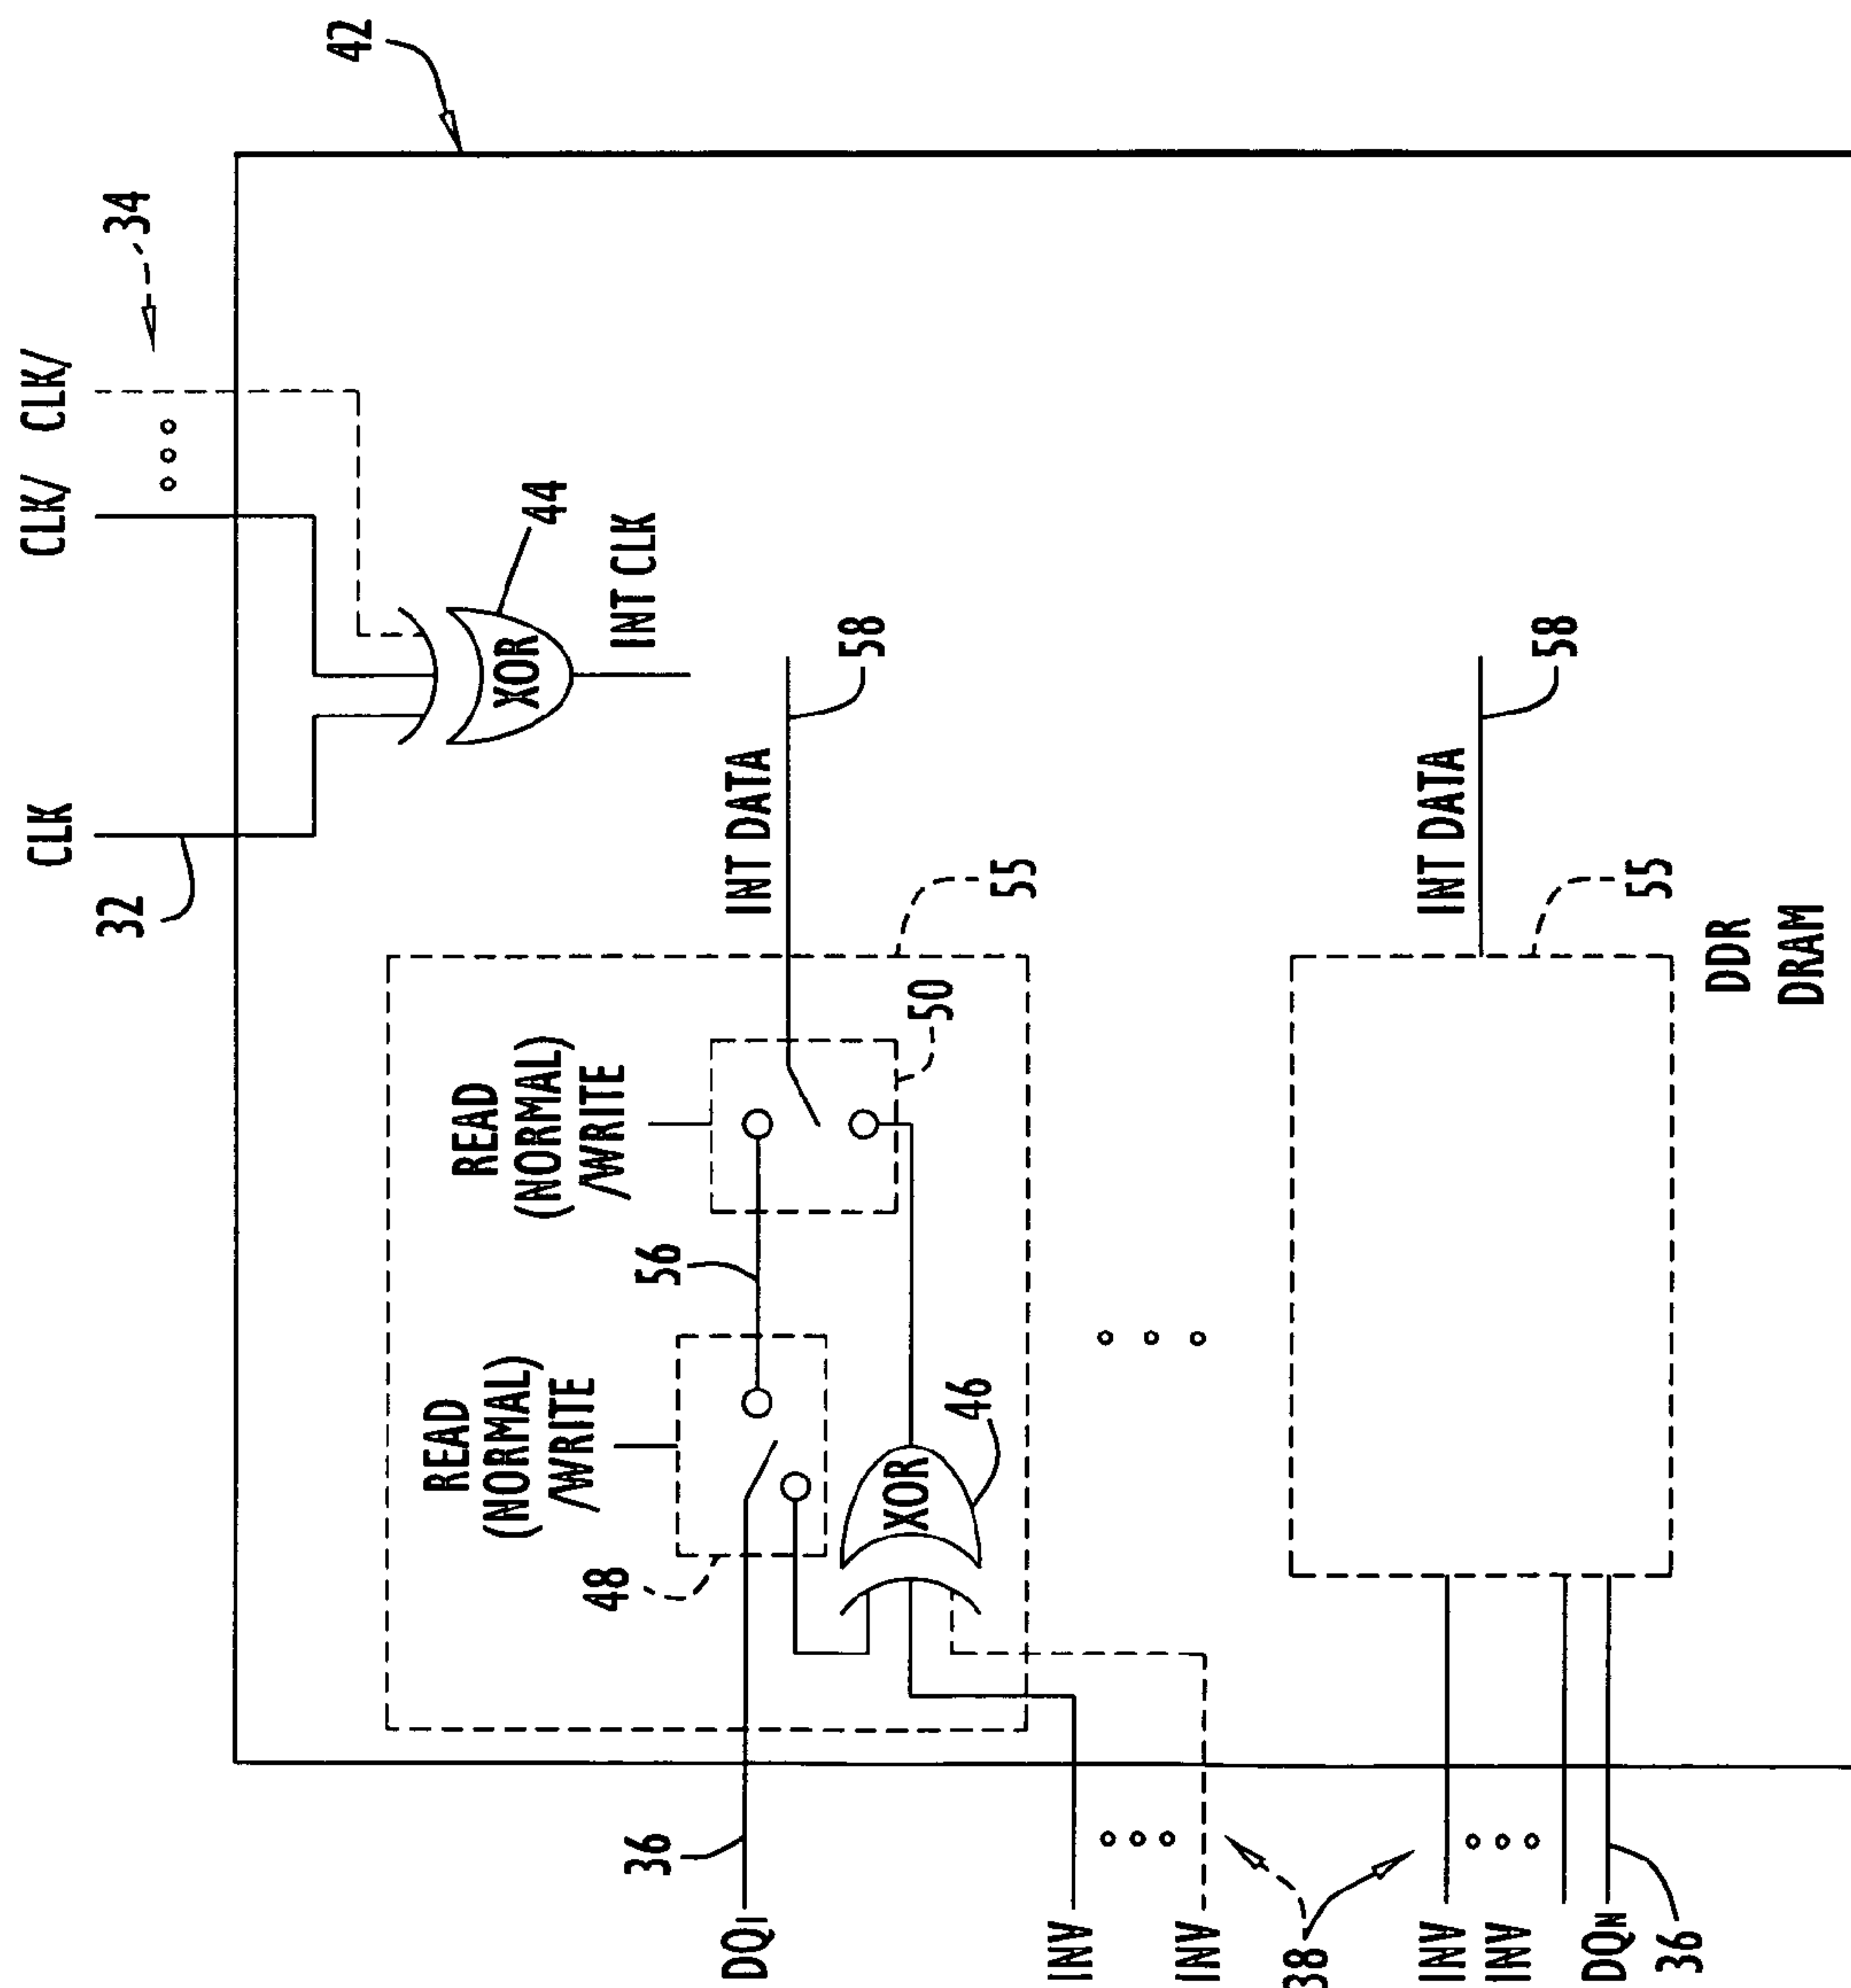 42
34
CLK
CLK/
CLK/
32
XOR
44
INT CLK
READ
(NORMAL)
/WRITE
READ
(NORMAL)
/WRITE
INT DATA
58
56
50
55
48
XOR
46
36
DQ1
INV
INV
38
INV
INV
DQN
36
INT DATA
58
55
DDR
DRAM